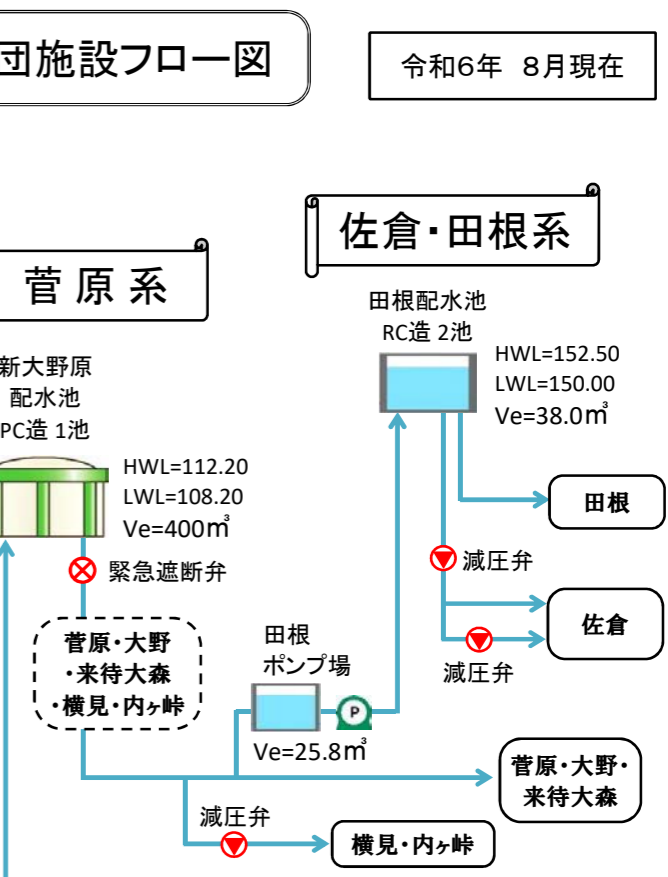 団施設フロー図
令和6年 8月現在
佐倉・田根系
菅原系
田根配水池
RC造 2池
HWL=152.50
LWL=150.00
Ve=38.0㎥
新大野原
配水池
PC造 1池
HWL=112.20
LWL=108.20
Ve=400㎥
緊急遮断弁
田根
減圧弁
佐倉
減圧弁
菅原・大野
・来待大森
・横見・内ヶ峠
田根
ポンプ場
P
Ve=25.8㎥
菅原・大野・
来待大森
減圧弁
横見・内ヶ峠